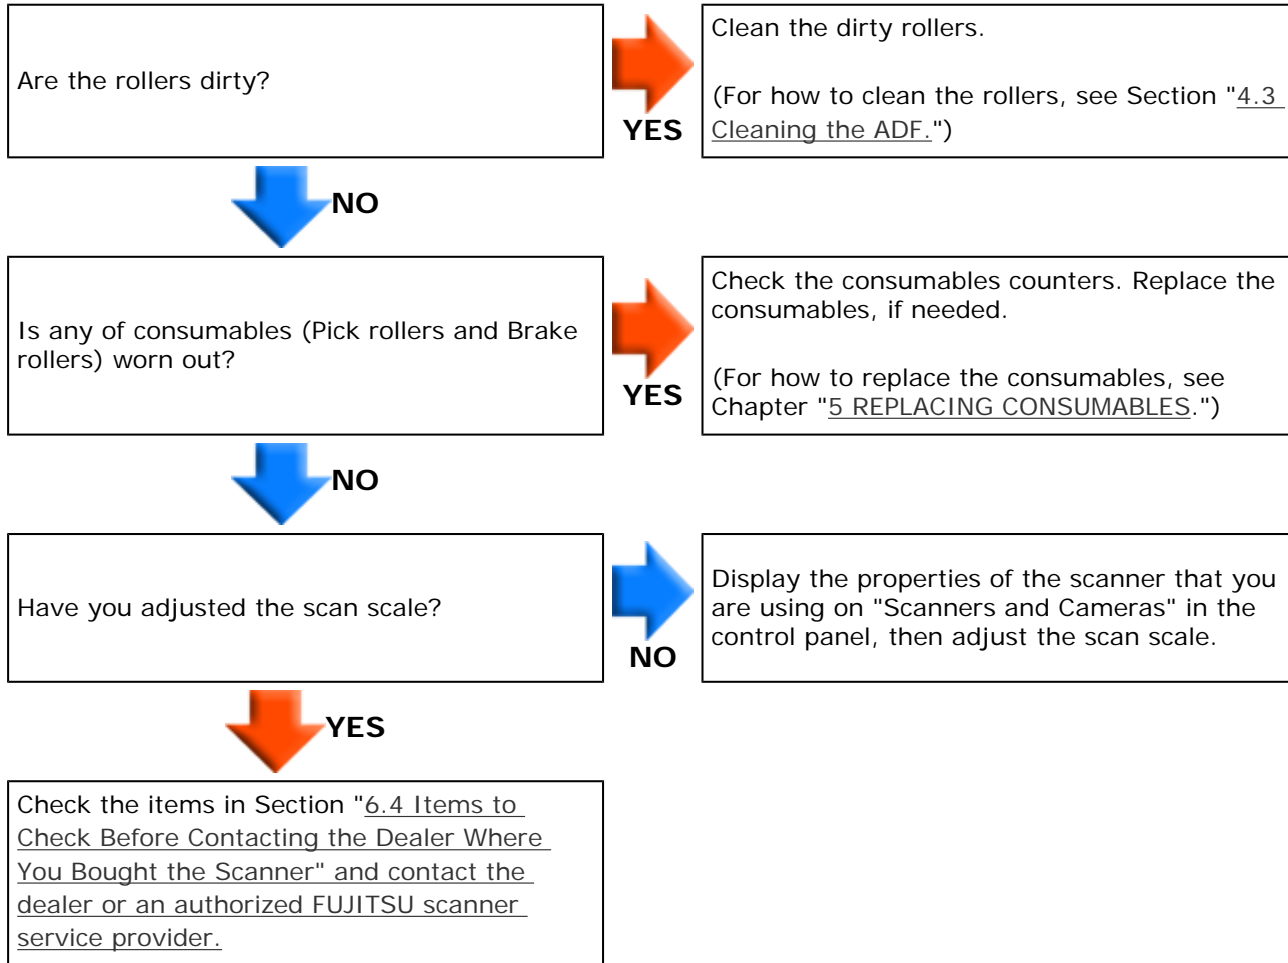 Are the rollers dirty?
YES
Clean the dirty rollers.
(For how to clean the rollers, see Section "4.3
Cleaning the ADF.")
NO
Is any of consumables (Pick rollers and Brake
rollers) worn out?
YES
Check the consumables counters. Replace the
consumables, if needed.
(For how to replace the consumables, see
Chapter "5 REPLACING CONSUMABLES.")
NO
Have you adjusted the scan scale?
NO
Display the properties of the scanner that you
are using on "Scanners and Cameras" in the
control panel, then adjust the scan scale.
YES
Check the items in Section "6.4 Items to
Check Before Contacting the Dealer Where
You Bought the Scanner" and contact the
dealer or an authorized FUJITSU scanner
service provider.